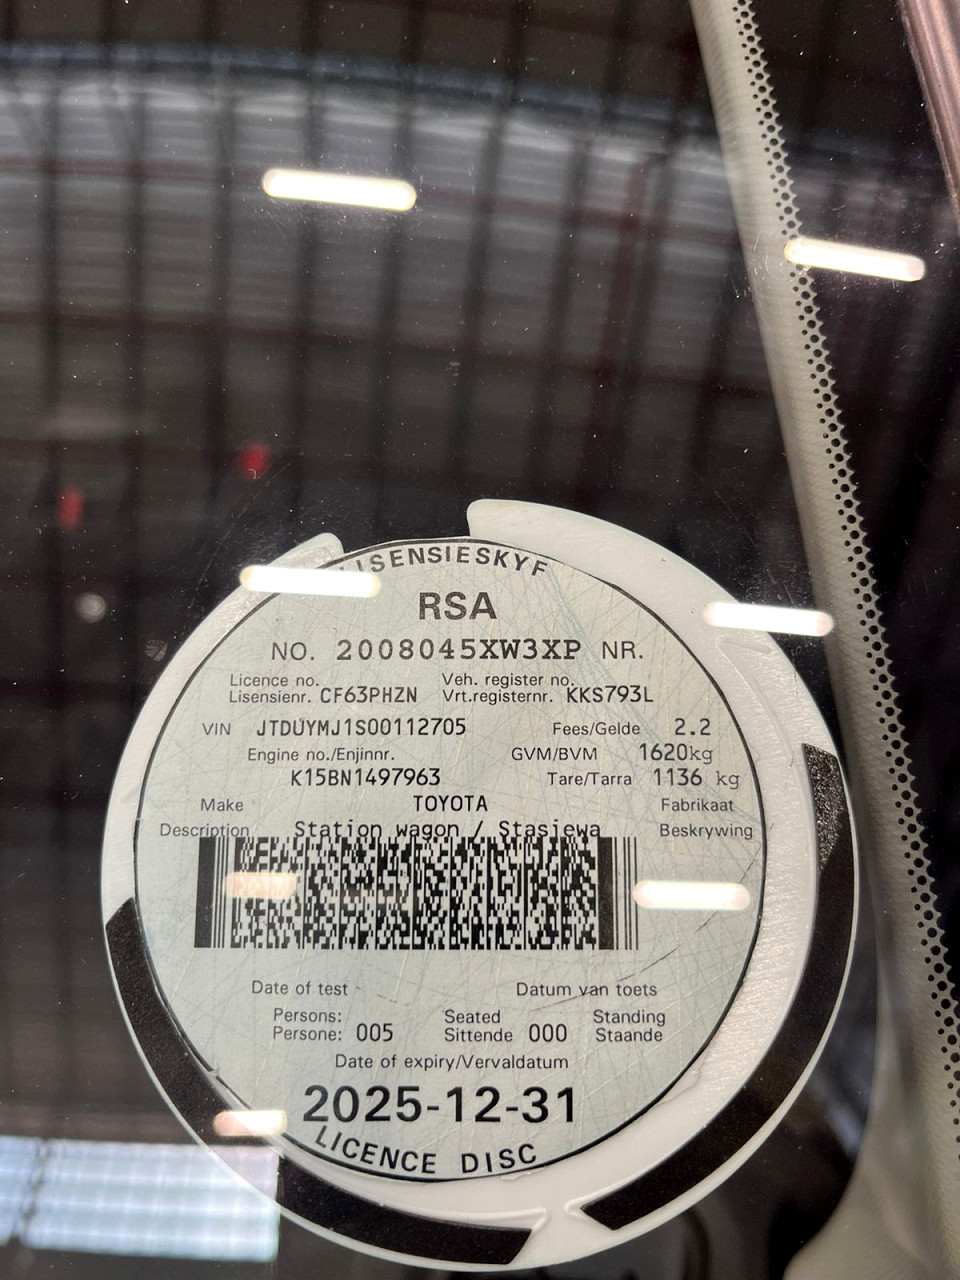 LISENSIESKYF
RSA
NO. 2008045XW3XP NR.
Licence no. Veh. register no.
Lisensienr. CF63PHZN Vrt.registernr. KKS793L
VIN JTDUYMJ1S00112705 Fees/Gelde 2.2
Engine no./Enjinnr. GVM/BVM 1620kg
K15BN1497963 Tare/Tarra 1136 kg
Make TOYOTA Fabrikaat
Description Station wagon / Stasiewa Beskrywing
Date of test Datum van toets
Persons: Seated Standing
Persone: 005 Sittende 000 Staande
Date of expiry/Vervaldatum
2025-12-31
LICENCE DISC